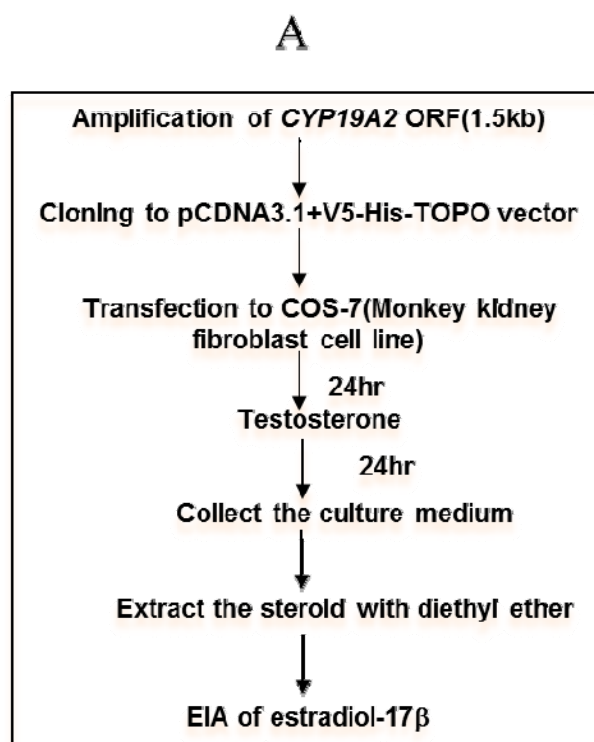 A
Amplification of CYP19A2 ORF(1.5kb)
Cloning to pCDNA3.1+V5-His-TOPO vector
Transfection to COS-7(Monkey kidney
fibroblast cell line)
24hr
Testosterone
24hr
Collect the culture medium
Extract the steroid with diethyl ether
EIA of estradiol-17β